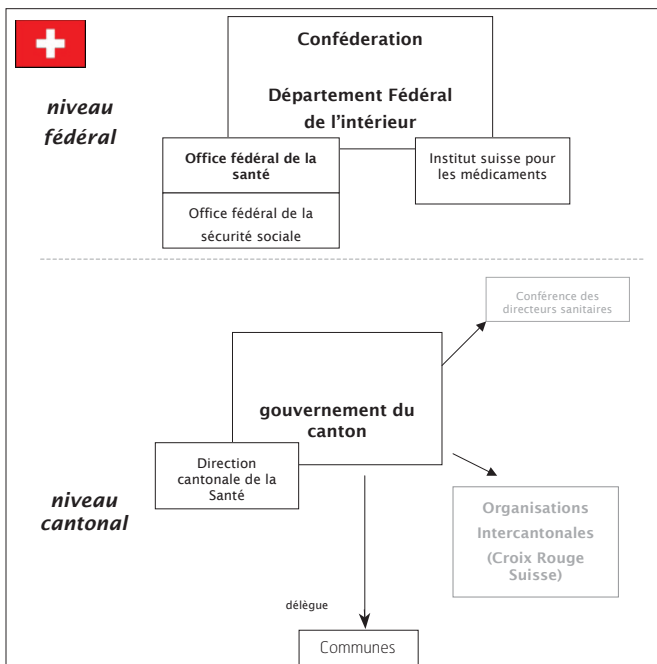 Conféderation
Département Fédéral
de l'intérieur
niveau
fédéral
Office fédéral de la
santé
Institut suisse pour
les médicaments
Office fédéral de la
sécurité sociale
Conférence des
directeurs sanitaires
gouvernement du
canton
Direction
cantonale de la
Santé
niveau
cantonal
Organisations
Intercantonales
(Croix Rouge
Suisse)
délègue
Communes